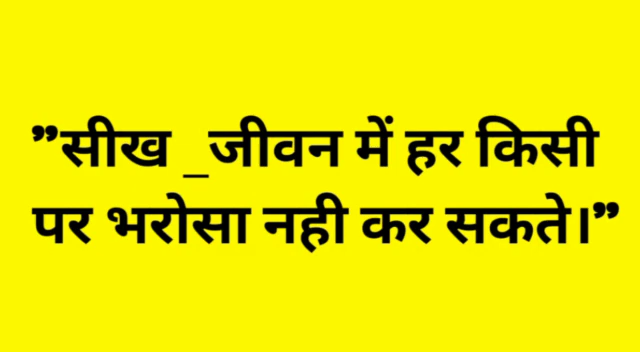 ”सीख _जीवन में हर किसी
पर भरोसा नही कर सकते।”